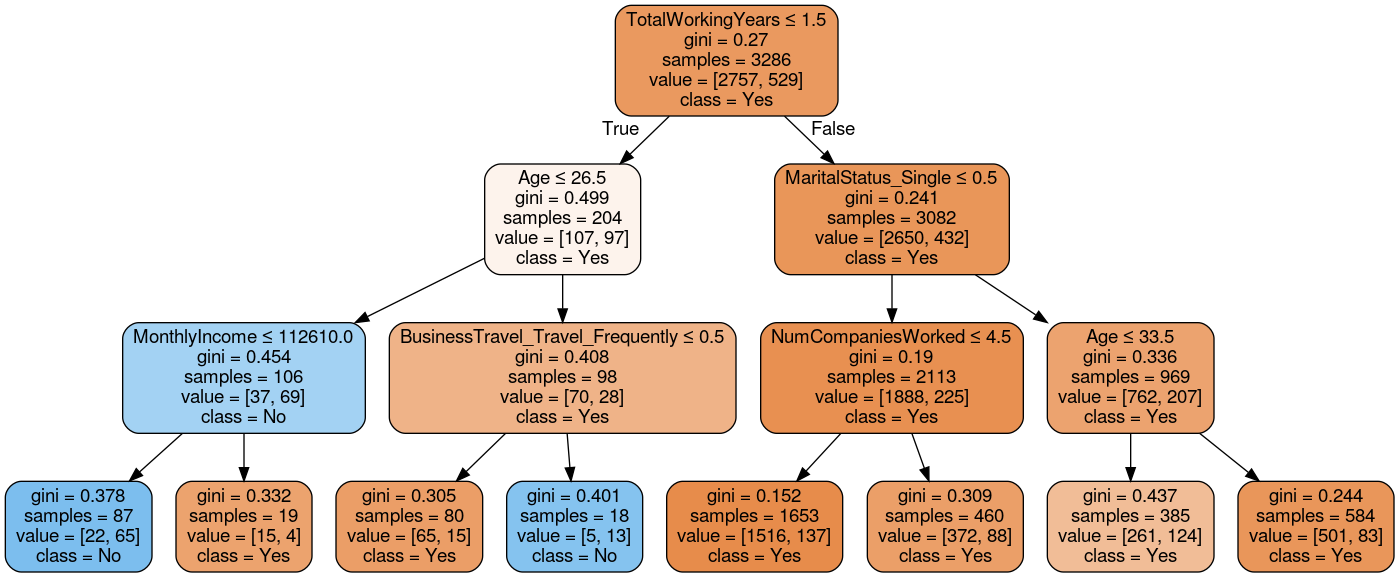 TotalWorkingYears ≤ 1.5
gini = 0.27
samples = 3286
value = [2757, 529]
class = Yes
True
False
Age ≤ 26.5
gini = 0.499
samples = 204
value = [107, 97]
class = Yes
MaritalStatus_Single ≤ 0.5
gini = 0.241
samples = 3082
value = [2650, 432]
class = Yes
MonthlyIncome ≤ 112610.0
gini = 0.454
samples = 106
value = [37, 69]
class = No
BusinessTravel_Travel_Frequently ≤ 0.5
gini = 0.408
samples = 98
value = [70, 28]
class = Yes
NumCompaniesWorked ≤ 4.5
gini = 0.19
samples = 2113
value = [1888, 225]
class = Yes
Age ≤ 33.5
gini = 0.336
samples = 969
value = [762, 207]
class = Yes
gini = 0.378
samples = 87
value = [22, 65]
class = No
gini = 0.332
samples = 19
value = [15, 4]
class = Yes
gini = 0.305
samples = 80
value = [65, 15]
class = Yes
gini = 0.401
samples = 18
value = [5, 13]
class = No
gini = 0.152
samples = 1653
value = [1516, 137]
class = Yes
gini = 0.309
samples = 460
value = [372, 88]
class = Yes
gini = 0.437
samples = 385
value = [261, 124]
class = Yes
gini = 0.244
samples = 584
value = [501, 83]
class = Yes